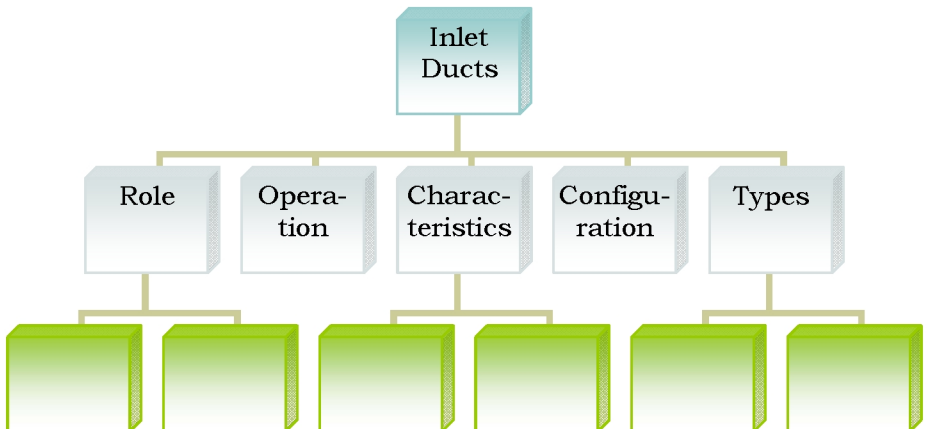 Inlet
Ducts
Role
Opera-
tion
Charac-
teristics
Configu-
ration
Types